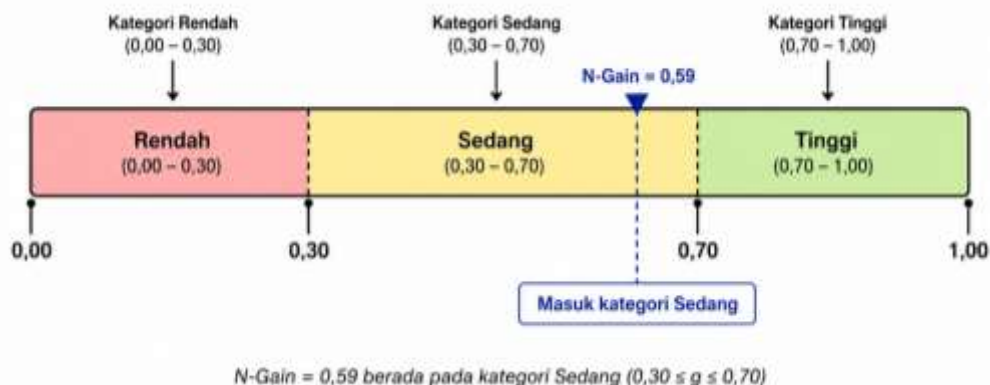 Kategori Rendah
(0,00 – 0,30)
Kategori Sedang
(0,30 – 0,70)
Kategori Tinggi
(0,70 – 1,00)
N-Gain = 0,59
Rendah
(0,00 – 0,30)
Sedang
(0,30 – 0,70)
Tinggi
(0,70 – 1,00)
0,00
0,30
0,70
1,00
Masuk kategori Sedang
N-Gain = 0,59 berada pada kategori Sedang (0,30 ≤ g ≤ 0,70)